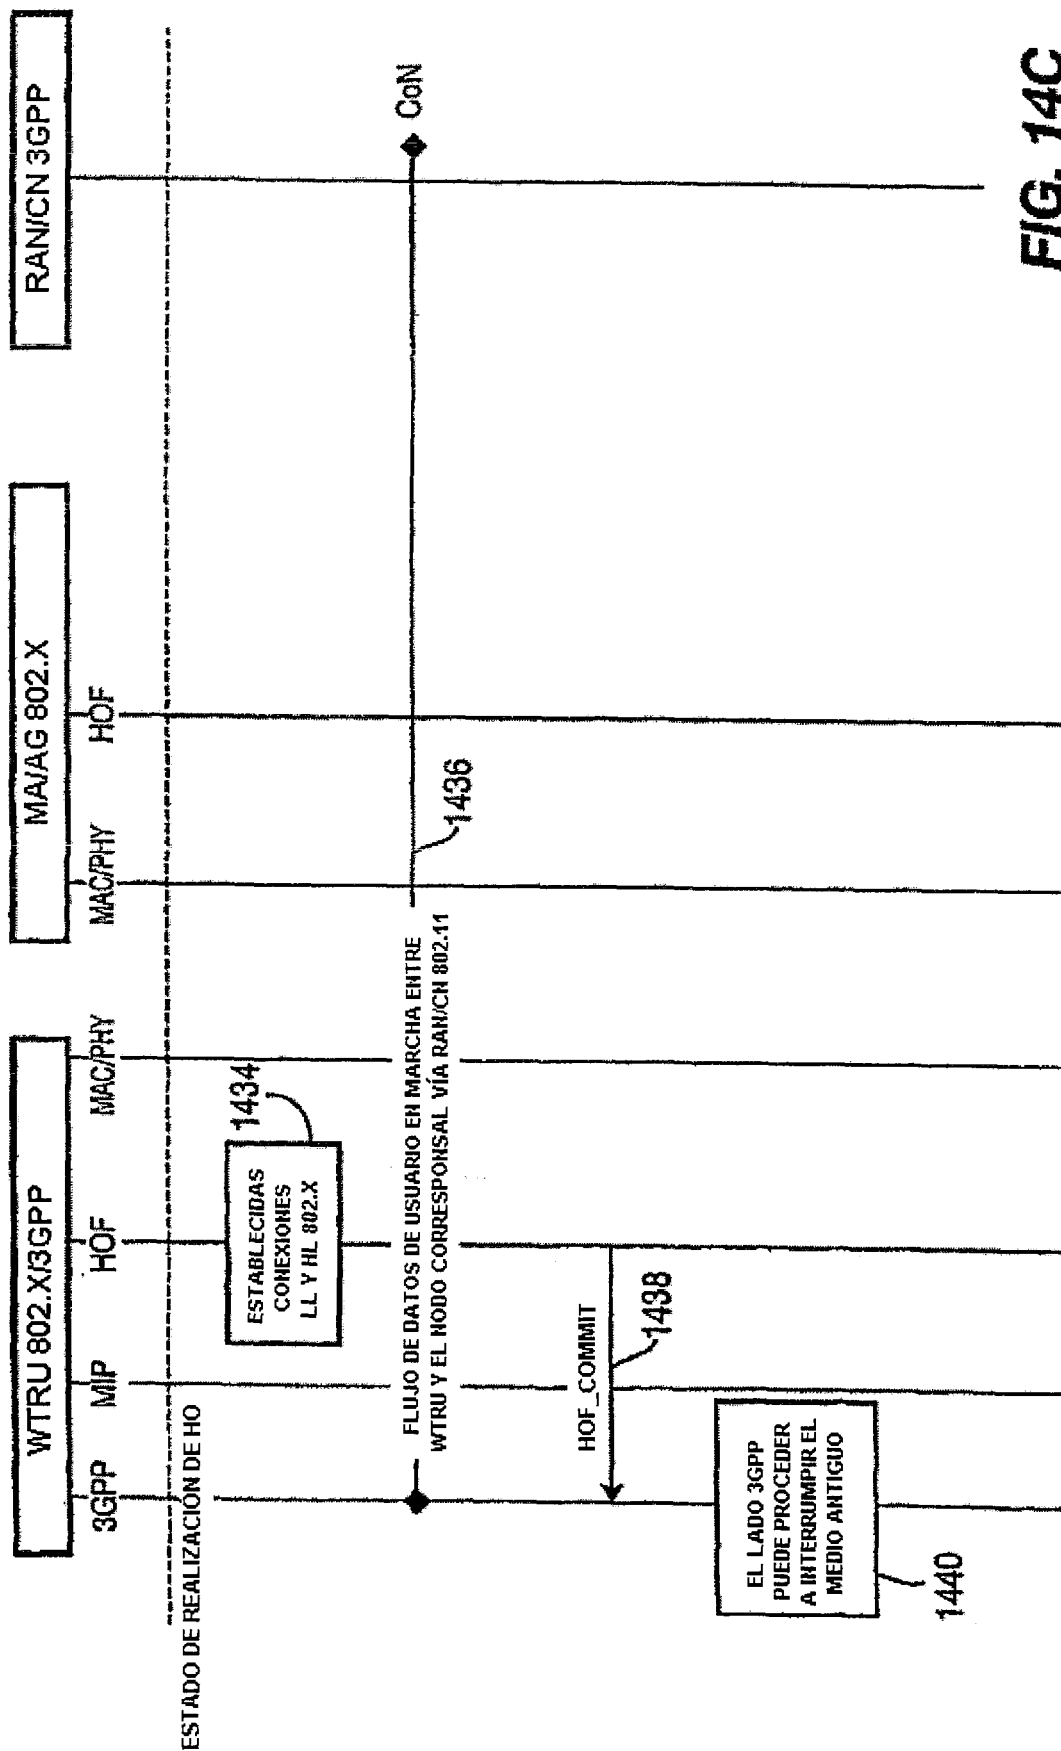 WTRU 802.X/3GPP
MA/AG 802.X
RAN/CN 3GPP
3GPP
MIP
HOF
MAC/PHY
MAC/PHY
HOF
ESTADO DE REALIZACION DE HO
ESTABLECIDAS
CONEXIONES
LL Y HL 802.X
1434
FLUJO DE DATOS DE USUARIO EN MARCHA ENTRE
WTRU Y EL NODO CORRESPONSAL VÍA RAN/CN 802.11
1436
CoN
HOF_COMMIT
1438
EL LADO 3GPP
PUEDE PROCEDER
A INTERRUMPIR EL
MEDIO ANTIGUO
1440
FIG. 14C